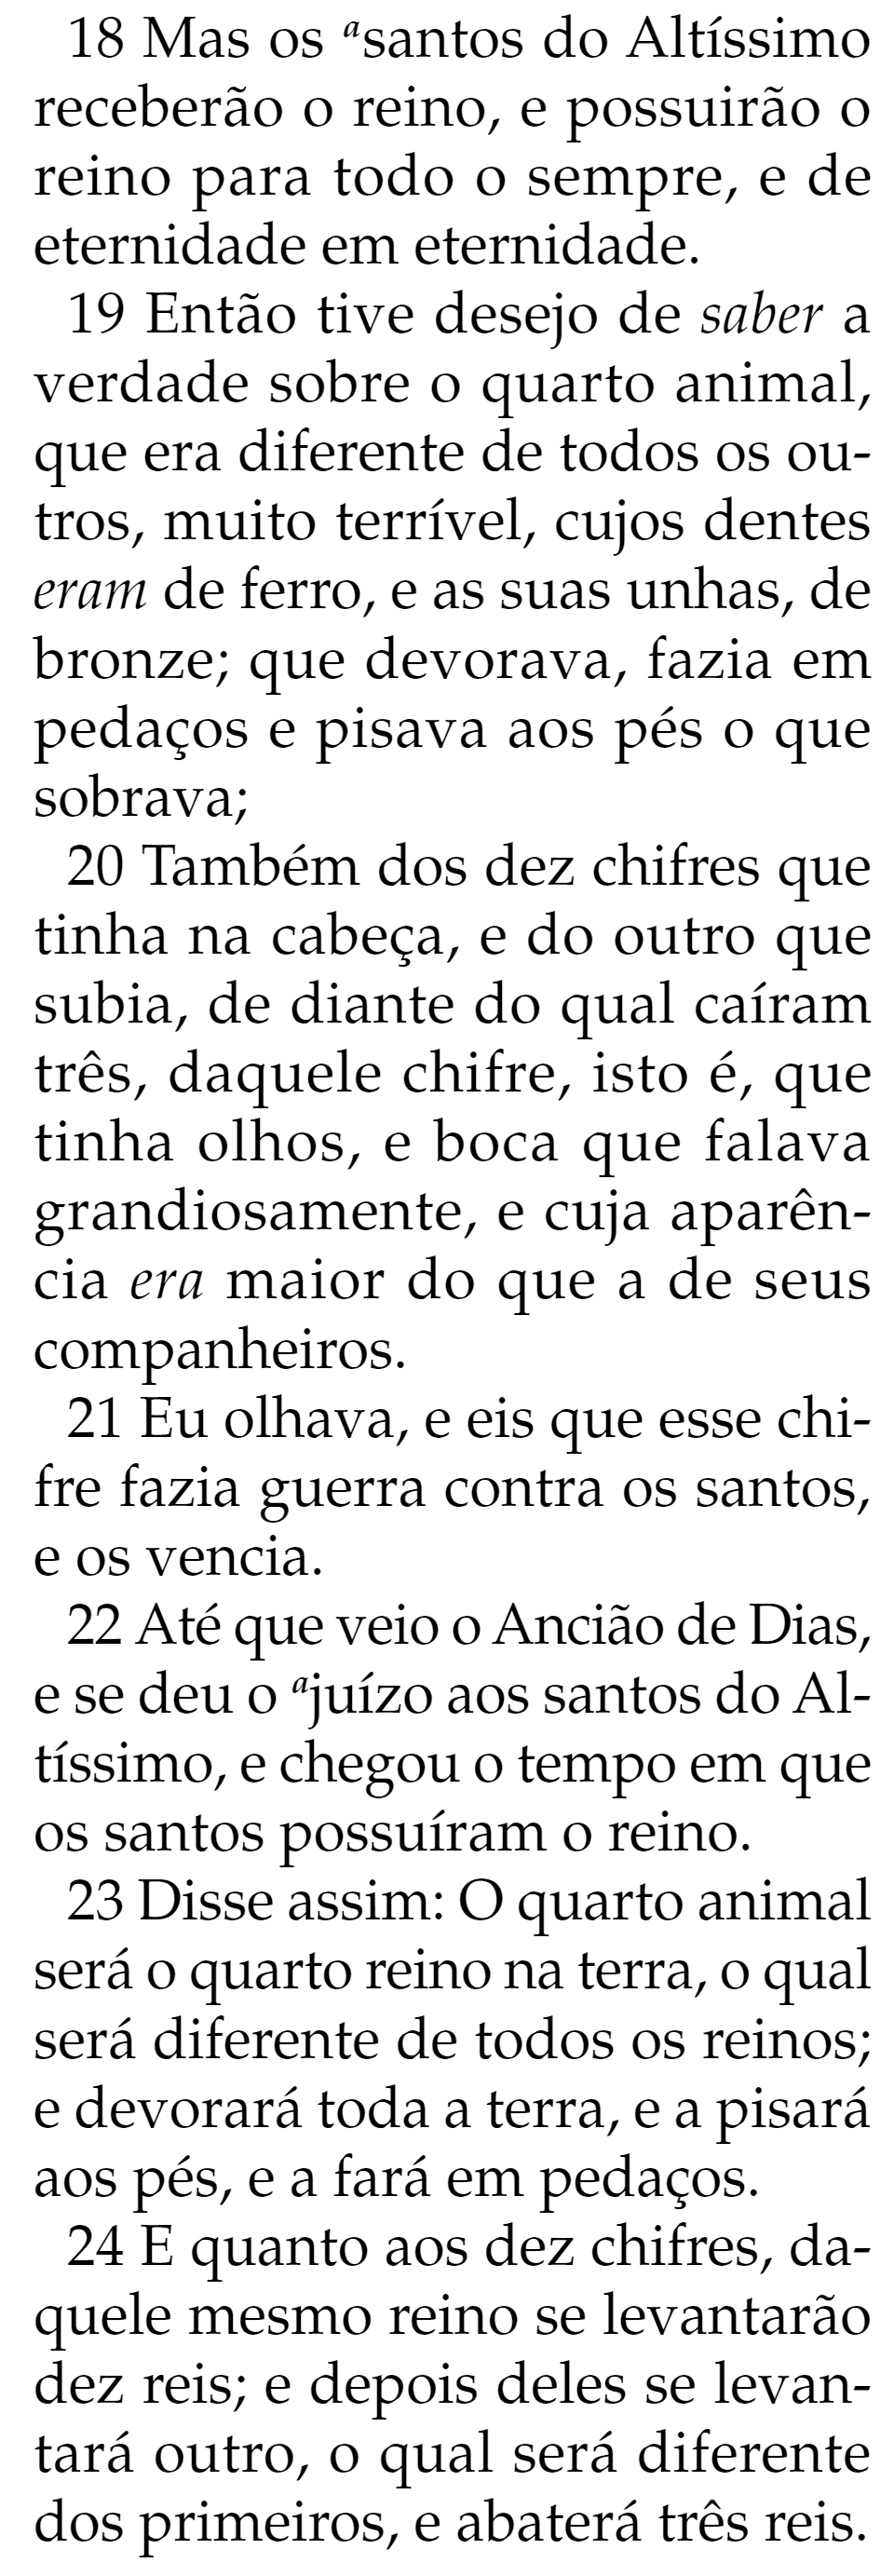 18 Mas os ᵃsantos do Altíssimo
receberão o reino, e possuirão o
reino para todo o sempre, e de
eternidade em eternidade.
19 Então tive desejo de saber a
verdade sobre o quarto animal,
que era diferente de todos os ou-
tros, muito terrível, cujos dentes
eram de ferro, e as suas unhas, de
bronze; que devorava, fazia em
pedaços e pisava aos pés o que
sobrava;
20 Também dos dez chifres que
tinha na cabeça, e do outro que
subia, de diante do qual caíram
três, daquele chifre, isto é, que
tinha olhos, e boca que falava
grandiosamente, e cuja aparên-
cia era maior do que a de seus
companheiros.
21 Eu olhava, e eis que esse chi-
fre fazia guerra contra os santos,
e os vencia.
22 Até que veio o Ancião de Dias,
e se deu o ᵃjuízo aos santos do Al-
tíssimo, e chegou o tempo em que
os santos possuíram o reino.
23 Disse assim: O quarto animal
será o quarto reino na terra, o qual
será diferente de todos os reinos;
e devorará toda a terra, e a pisará
aos pés, e a fará em pedaços.
24 E quanto aos dez chifres, da-
quele mesmo reino se levantarão
dez reis; e depois deles se levan-
tará outro, o qual será diferente
dos primeiros, e abaterá três reis.